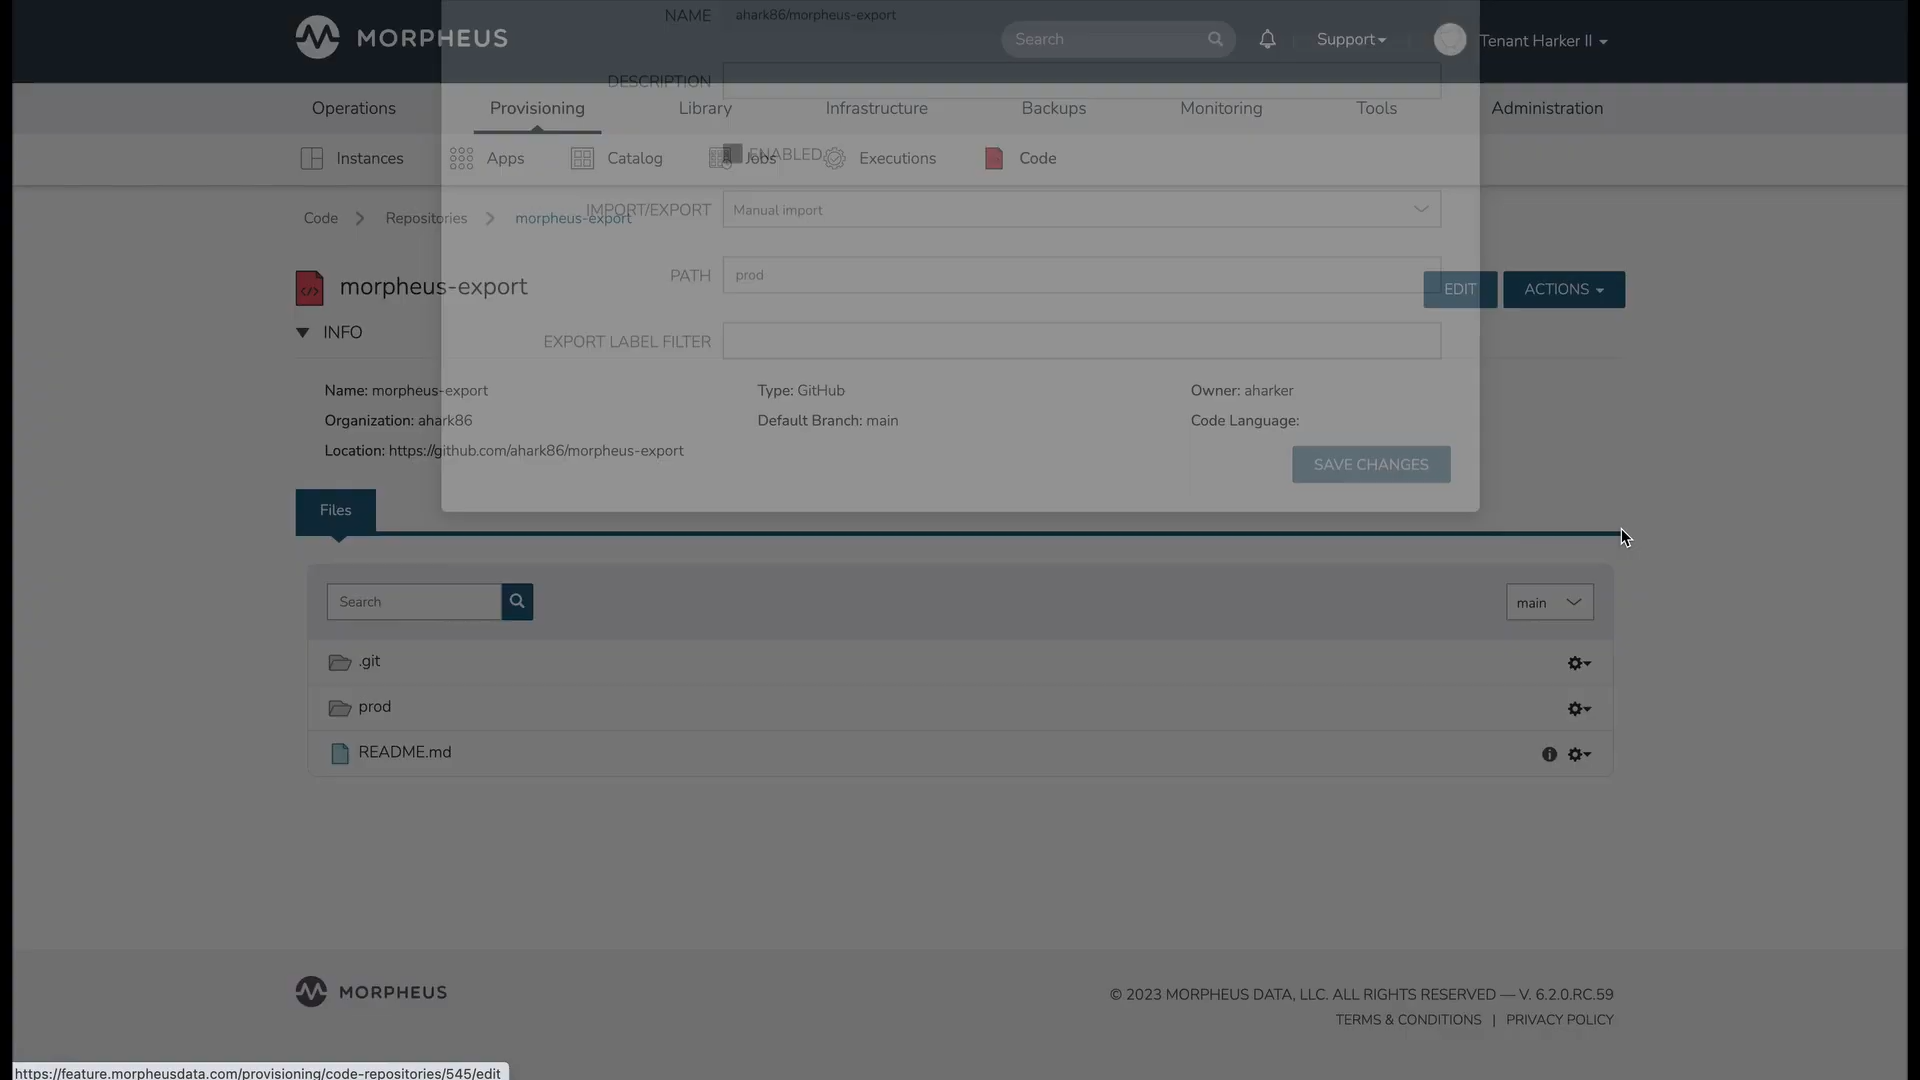 MORPHEUS
Search
Support
Tenant Harker II
NAME
ahark86/morpheus-export
DESCRIPTION
Operations
Provisioning
Library
Infrastructure
Backups
Monitoring
Tools
Administration
Instances
Apps
Catalog
Jobs
ENABLED
Executions
Code
IMPORT/EXPORT
Manual import
Code
Repositories
morpheus-export
PATH
prod
morpheus-export
EDIT
ACTIONS
INFO
EXPORT LABEL FILTER
Name: morpheus-export
Type: GitHub
Owner: aharker
Organization: ahark86
Default Branch: main
Code Language:
Location: https://github.com/ahark86/morpheus-export
SAVE CHANGES
Files
Search
main
.git
prod
README.md
MORPHEUS
© 2023 MORPHEUS DATA, LLC. ALL RIGHTS RESERVED — V. 6.2.0.RC.59
TERMS & CONDITIONS | PRIVACY POLICY
https://feature.morpheusdata.com/provisioning/code-repositories/545/edit